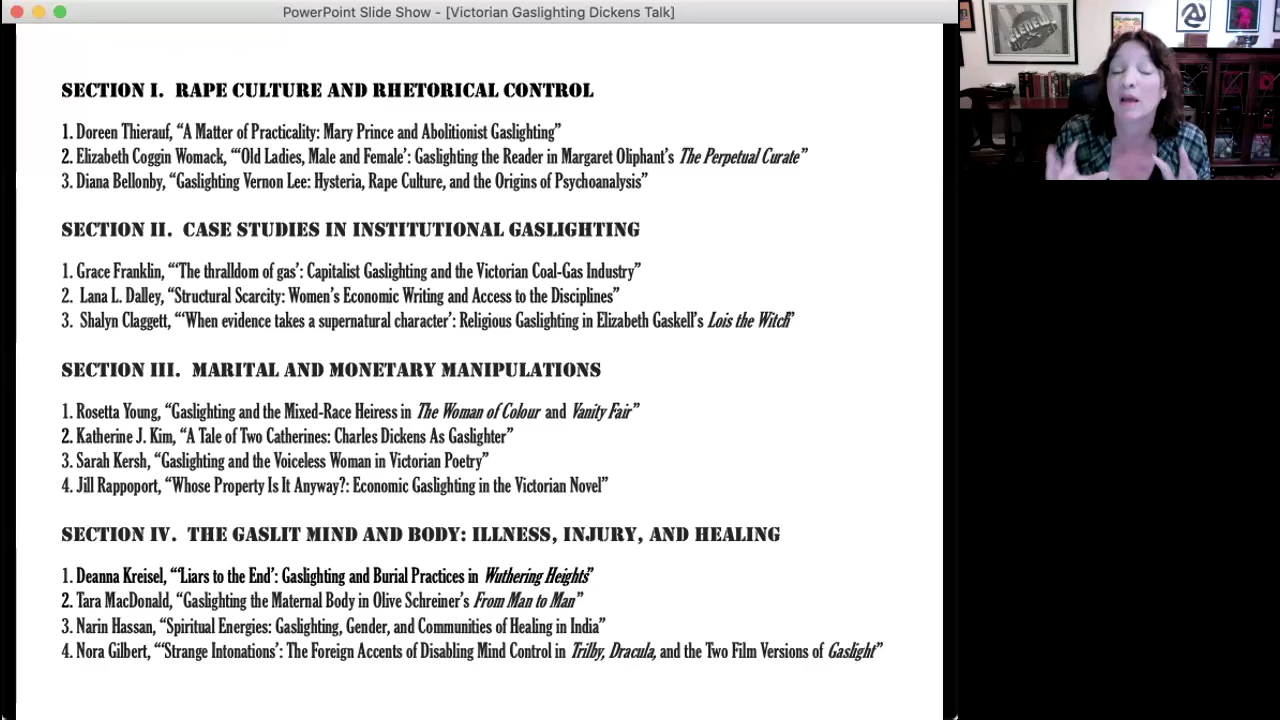 PowerPoint Slide Show - [Victorian Gaslighting Dickens Talk]
SECTION I. RAPE CULTURE AND RHETORICAL CONTROL
1. Doreen Thierauf, “A Matter of Practicality: Mary Prince and Abolitionist Gaslighting”
2. Elizabeth Coggin Womack, “‘Old Ladies, Male and Female’: Gaslighting the Reader in Margaret Oliphant’s The Perpetual Curate”
3. Diana Bellonby, “Gaslighting Vernon Lee: Hysteria, Rape Culture, and the Origins of Psychoanalysis”
SECTION II. CASE STUDIES IN INSTITUTIONAL GASLIGHTING
1. Grace Franklin, “‘The thralldom of gas’: Capitalist Gaslighting and the Victorian Coal-Gas Industry”
2. Lana L. Dalley, “Structural Scarcity: Women’s Economic Writing and Access to the Disciplines”
3. Shalyn Claggett, “‘When evidence takes a supernatural character’: Religious Gaslighting in Elizabeth Gaskell’s Lois the Witch”
SECTION III. MARITAL AND MONETARY MANIPULATIONS
1. Rosetta Young, “Gaslighting and the Mixed-Race Heiress in The Woman of Colour and Vanity Fair”
2. Katherine J. Kim, “A Tale of Two Catherines: Charles Dickens As Gaslighter”
3. Sarah Kersh, “Gaslighting and the Voiceless Woman in Victorian Poetry”
4. Jill Rappoport, “Whose Property Is It Anyway?: Economic Gaslighting in the Victorian Novel”
SECTION IV. THE GASLIT MIND AND BODY: ILLNESS, INJURY, AND HEALING
1. Deanna Kreisel, “‘Liars to the End’: Gaslighting and Burial Practices in Wuthering Heights”
2. Tara MacDonald, “Gaslighting the Maternal Body in Olive Schreiner’s From Man to Man”
3. Narin Hassan, “Spiritual Energies: Gaslighting, Gender, and Communities of Healing in India”
4. Nora Gilbert, “‘Strange Intonations’: The Foreign Accents of Disabling Mind Control in Trilby, Dracula, and the Two Film Versions of Gaslight”